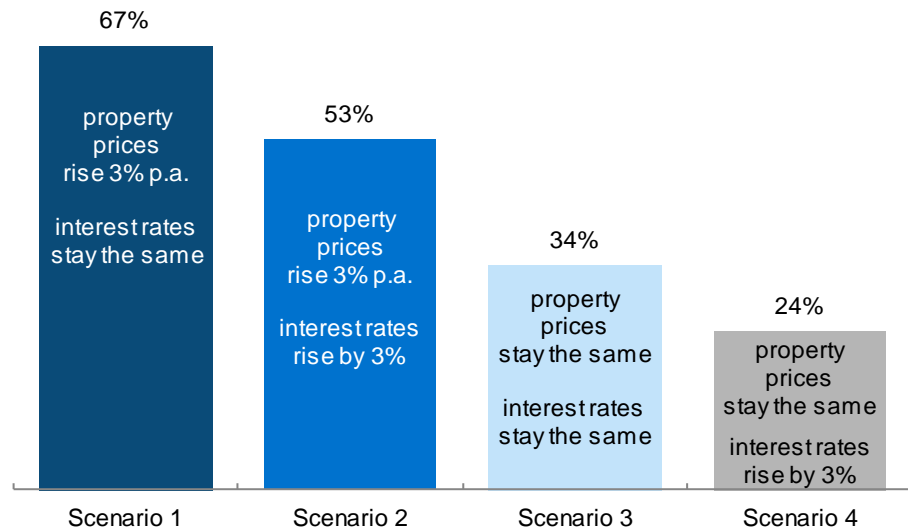 67%
property
prices
rise 3% p.a.
interest rates
stay the same
53%
property
prices
rise 3% p.a.
interest rates
rise by 3%
34%
property
prices
stay the same
interest rates
stay the same
24%
property
prices
stay the same
interest rates
rise by 3%
Scenario 1
Scenario 2
Scenario 3
Scenario 4